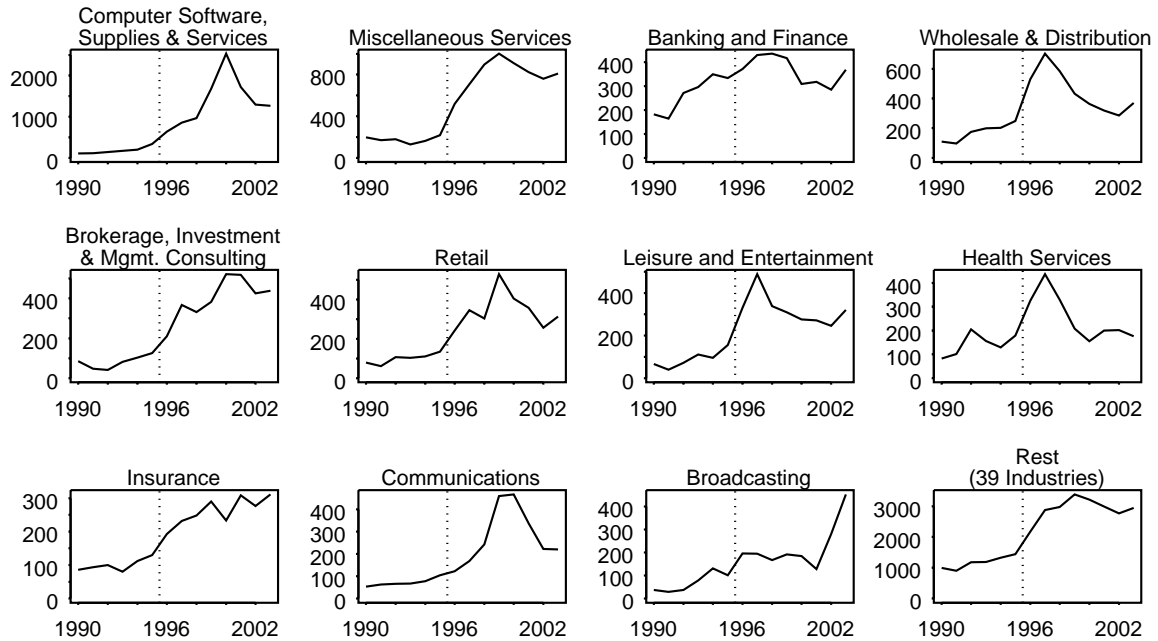 Computer Software,
Supplies & Services
2000
1000
0
1990 1996 2002
Miscellaneous Services
800
400
0
1990 1996 2002
Banking and Finance
400
300
200
100
0
1990 1996 2002
Wholesale & Distribution
600
400
200
0
1990 1996 2002
Brokerage, Investment
& Mgmt. Consulting
400
200
0
1990 1996 2002
Retail
400
200
0
1990 1996 2002
Leisure and Entertainment
400
200
0
1990 1996 2002
Health Services
400
300
200
100
0
1990 1996 2002
Insurance
300
200
100
0
1990 1996 2002
Communications
400
300
200
100
0
1990 1996 2002
Broadcasting
400
300
200
100
0
1990 1996 2002
Rest
(39 Industries)
3000
2000
1000
0
1990 1996 2002